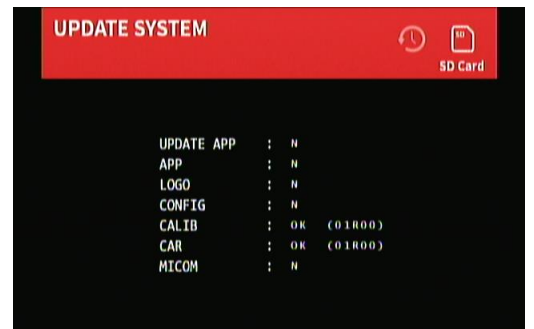 UPDATE SYSTEM
SD
SD Card
UPDATE APP : N
APP : N
LOGO : N
CONFIG : N
CALIB : OK (01R00)
CAR : OK (01R00)
MICOM : N